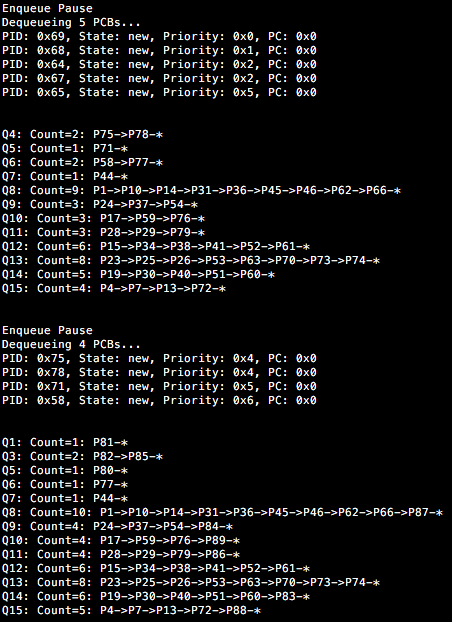 Enqueue Pause
Dequeueing 5 PCBs...
PID: 0x69, State: new, Priority: 0x0, PC: 0x0
PID: 0x68, State: new, Priority: 0x1, PC: 0x0
PID: 0x64, State: new, Priority: 0x2, PC: 0x0
PID: 0x67, State: new, Priority: 0x2, PC: 0x0
PID: 0x65, State: new, Priority: 0x5, PC: 0x0
Q4: Count=2: P75->P78-*
Q5: Count=1: P71-*
Q6: Count=2: P58->P77-*
Q7: Count=1: P44-*
Q8: Count=9: P1->P10->P14->P31->P36->P45->P46->P62->P66-*
Q9: Count=3: P24->P37->P54-*
Q10: Count=3: P17->P59->P76-*
Q11: Count=3: P28->P29->P79-*
Q12: Count=6: P15->P34->P38->P41->P52->P61-*
Q13: Count=8: P23->P25->P26->P53->P63->P70->P73->P74-*
Q14: Count=5: P19->P30->P40->P51->P60-*
Q15: Count=4: P4->P7->P13->P72-*
Enqueue Pause
Dequeueing 4 PCBs...
PID: 0x75, State: new, Priority: 0x4, PC: 0x0
PID: 0x78, State: new, Priority: 0x4, PC: 0x0
PID: 0x71, State: new, Priority: 0x5, PC: 0x0
PID: 0x58, State: new, Priority: 0x6, PC: 0x0
Q1: Count=1: P81-*
Q3: Count=2: P82->P85-*
Q5: Count=1: P80-*
Q6: Count=1: P77-*
Q7: Count=1: P44-*
Q8: Count=10: P1->P10->P14->P31->P36->P45->P46->P62->P66->P87-*
Q9: Count=4: P24->P37->P54->P84-*
Q10: Count=4: P17->P59->P76->P89-*
Q11: Count=4: P28->P29->P79->P86-*
Q12: Count=6: P15->P34->P38->P41->P52->P61-*
Q13: Count=8: P23->P25->P26->P53->P63->P70->P73->P74-*
Q14: Count=6: P19->P30->P40->P51->P60->P83-*
Q15: Count=5: P4->P7->P13->P72->P88-*